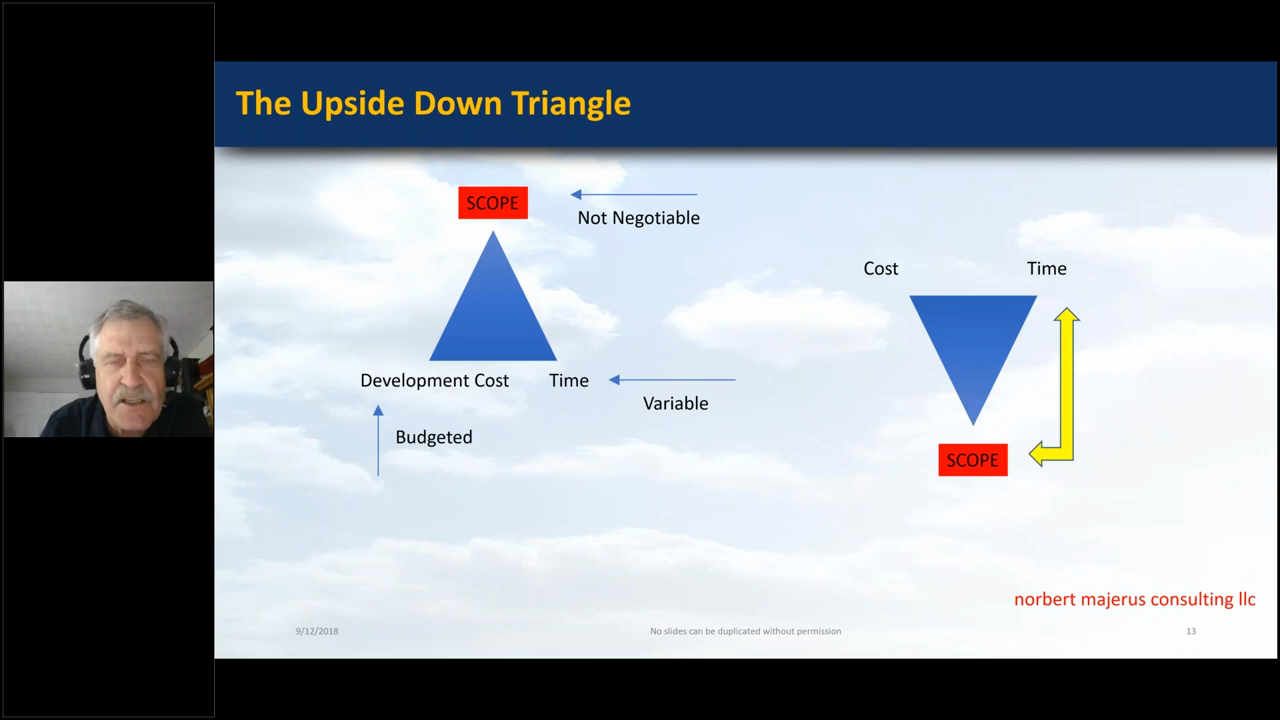 The Upside Down Triangle
SCOPE
Not Negotiable
Development Cost
Time
Variable
Budgeted
Cost
Time
SCOPE
norbert majerus consulting llc
9/12/2018
No slides can be duplicated without permission
13